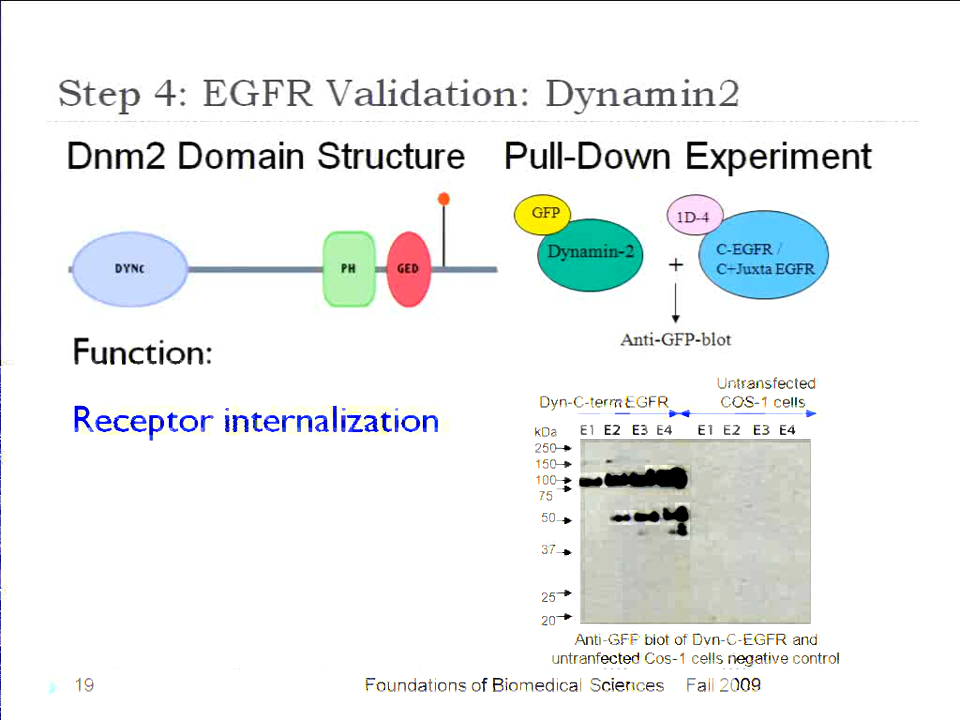 Step 4: EGFR Validation: Dynamin2
Dnm2 Domain Structure
DYNc
PH
GED
Function:
Receptor internalization
Pull-Down Experiment
GFP
Dynamin-2
+
1D-4
C-EGFR /
C+Juxta EGFR
Anti-GFP-blot
Untransfected
Dyn-C-term EGFR COS-1 cells
kDa E1 E2 E3 E4 E1 E2 E3 E4
250
150
100
75
50
37
25
20
Anti-GFP blot of Dyn-C-EGFR and
untranfected Cos-1 cells negative control
19 Foundations of Biomedical Sciences Fall 2009